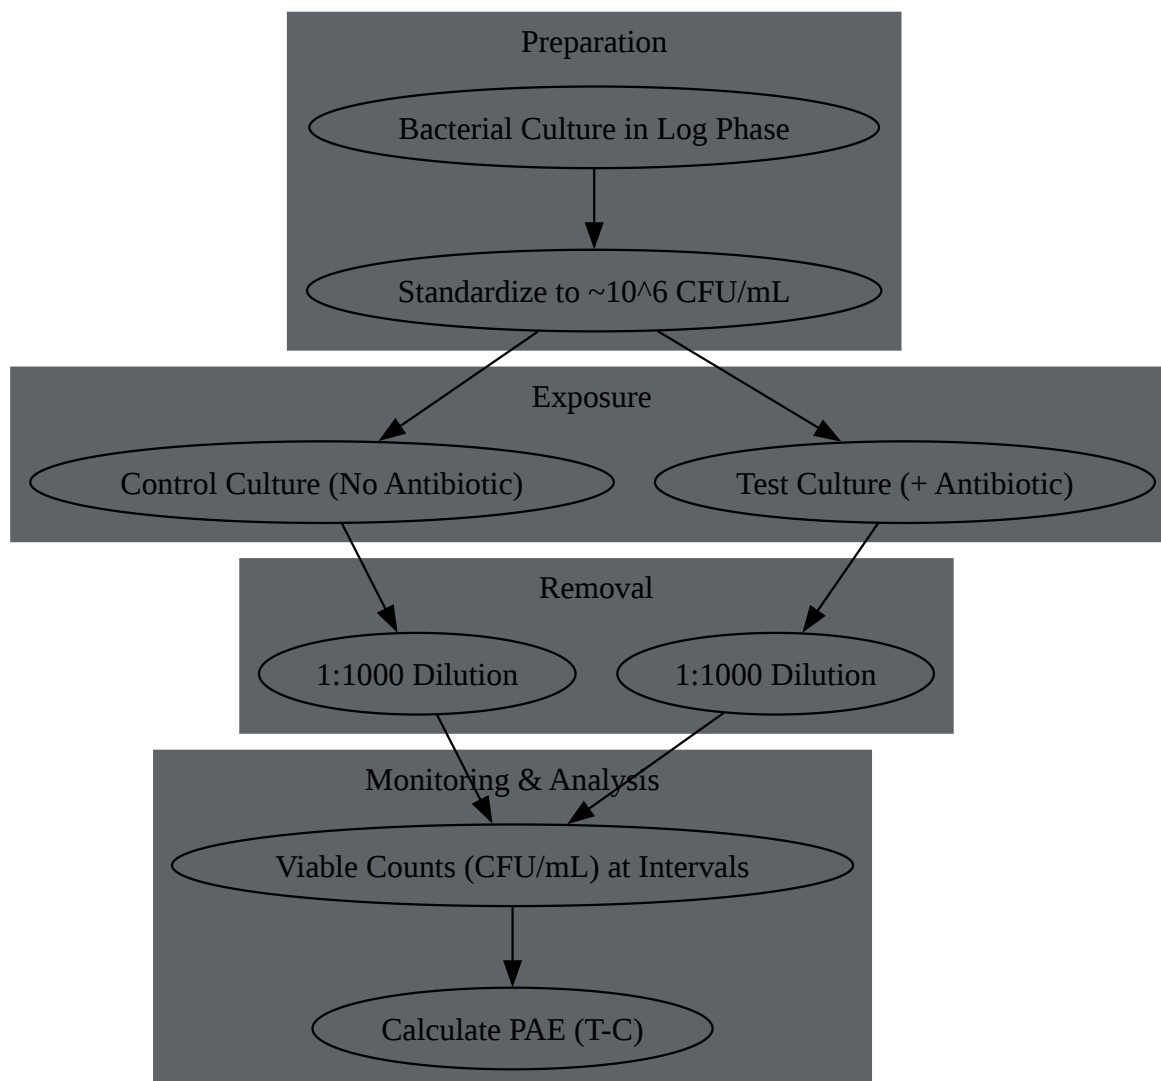 Preparation
Bacterial Culture in Log Phase
Standardize to ~10^6 CFU/mL
Exposure
Control Culture (No Antibiotic)
Test Culture (+ Antibiotic)
Removal
1:1000 Dilution
1:1000 Dilution
Monitoring & Analysis
Viable Counts (CFU/mL) at Intervals
Calculate PAE (T-C)